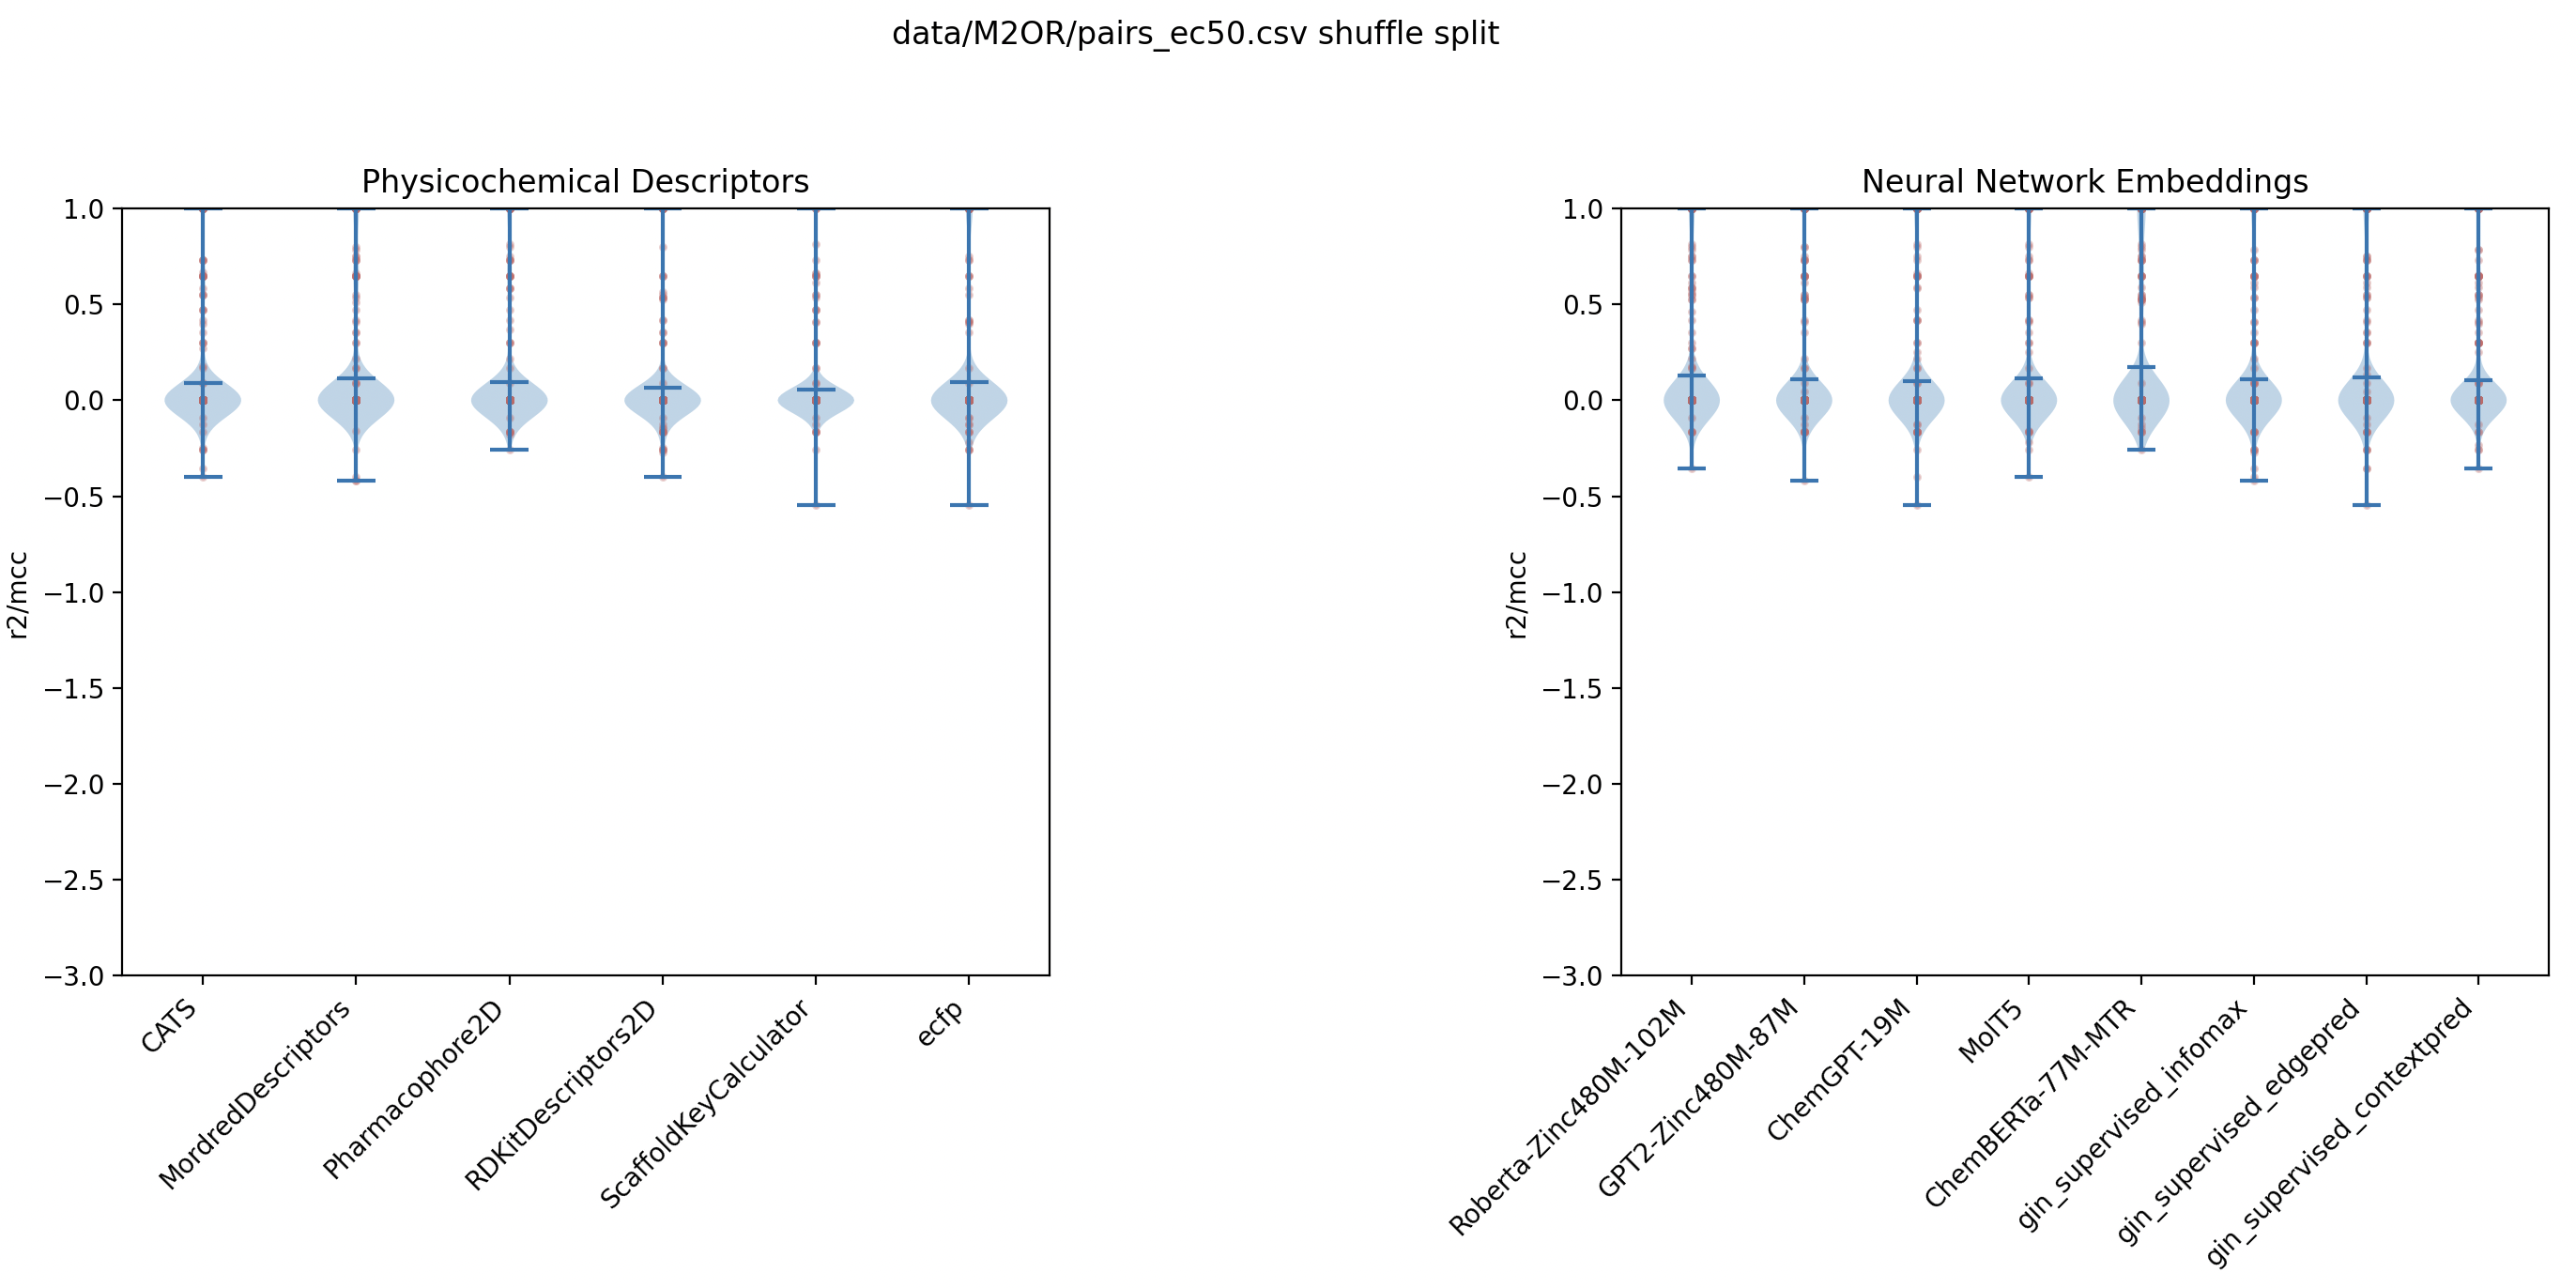 data/M2OR/pairs_ec50.csv shuffle split
Physicochemical Descriptors
r2/mcc
1.0
0.5
0.0
−0.5
−1.0
−1.5
−2.0
−2.5
−3.0
CATS
MordredDescriptors
Pharmacophore2D
RDKitDescriptors2D
ScaffoldKeyCalculator
ecfp
Neural Network Embeddings
r2/mcc
1.0
0.5
0.0
−0.5
−1.0
−1.5
−2.0
−2.5
−3.0
Roberta-Zinc480M-102M
GPT2-Zinc480M-87M
ChemGPT-19M
MolT5
ChemBERTa-77M-MTR
gin_supervised_infomax
gin_supervised_edgepred
gin_supervised_contextpred